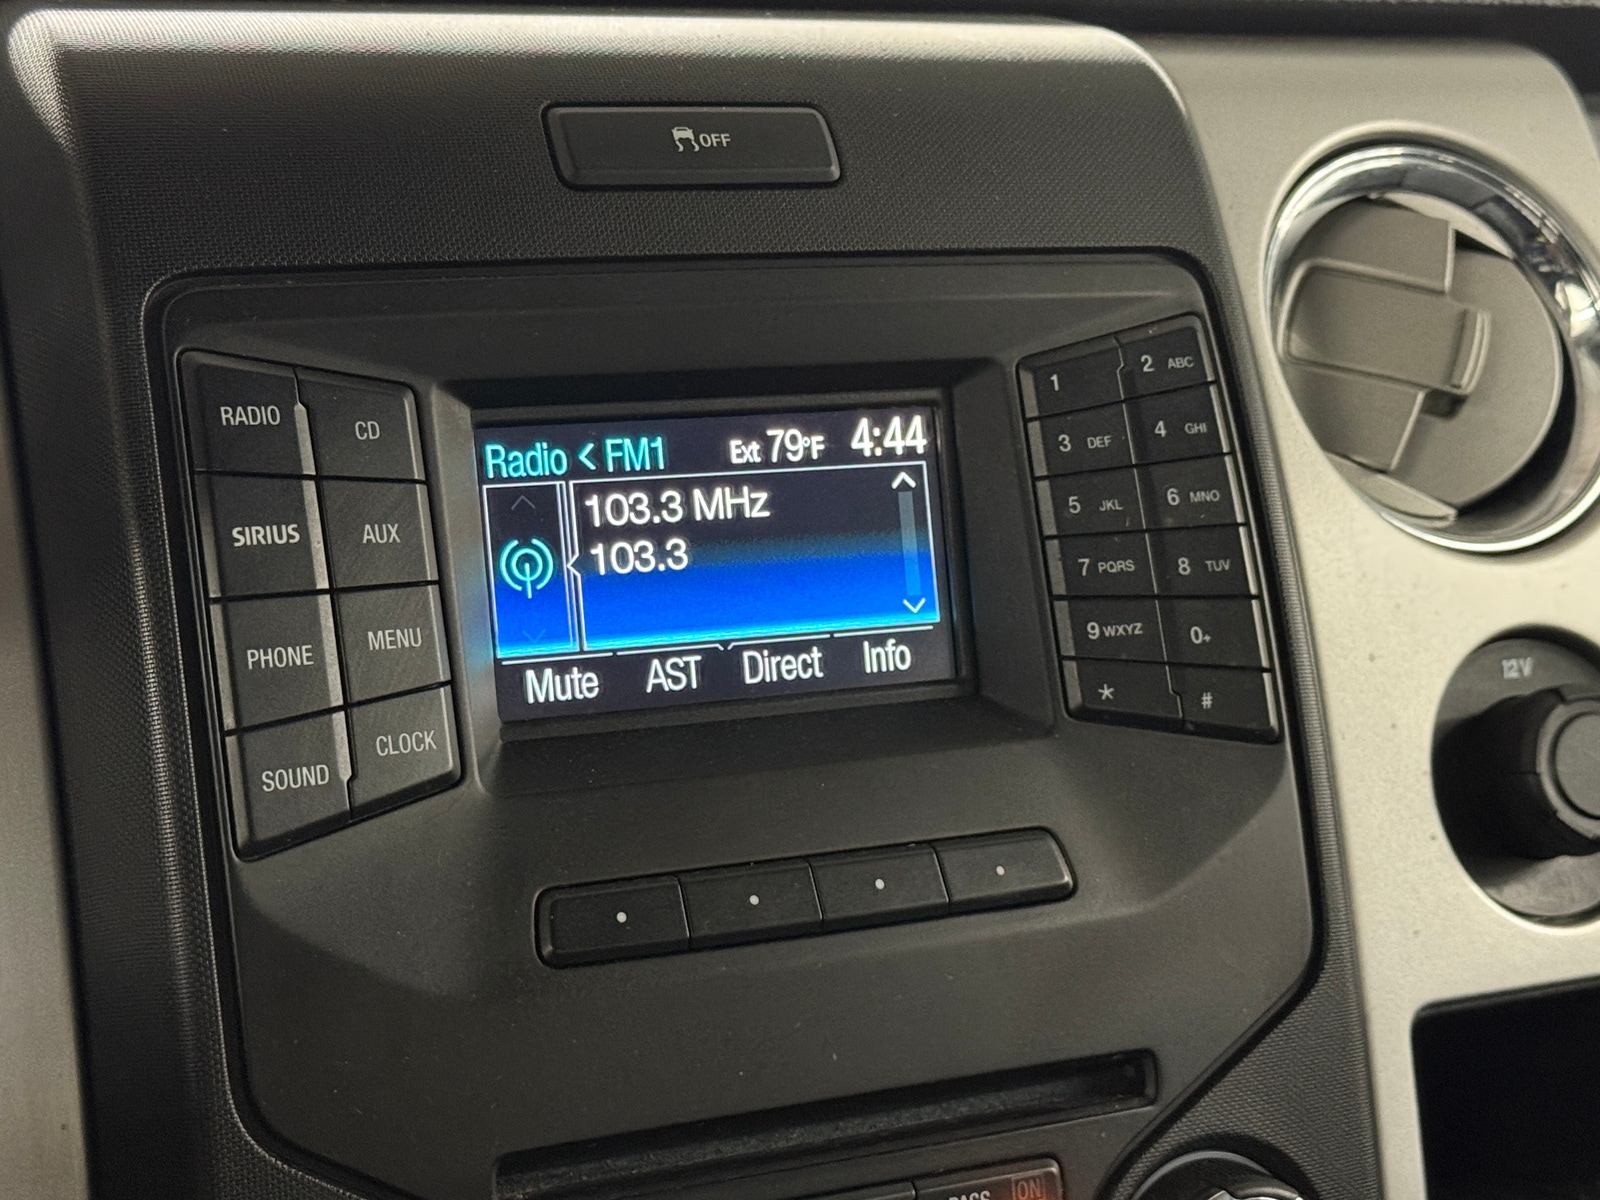 OFF
RADIO
CD
SIRIUS
AUX
PHONE
MENU
SOUND
CLOCK
Radio < FM1 Ext 79°F 4:44
103.3 MHz
103.3
Mute AST Direct Info
1 2 ABC
3 DEF 4 GHI
5 JKL 6 MNO
7 PQRS 8 TUV
9 WXYZ 0+
* #
12V
PASS ON